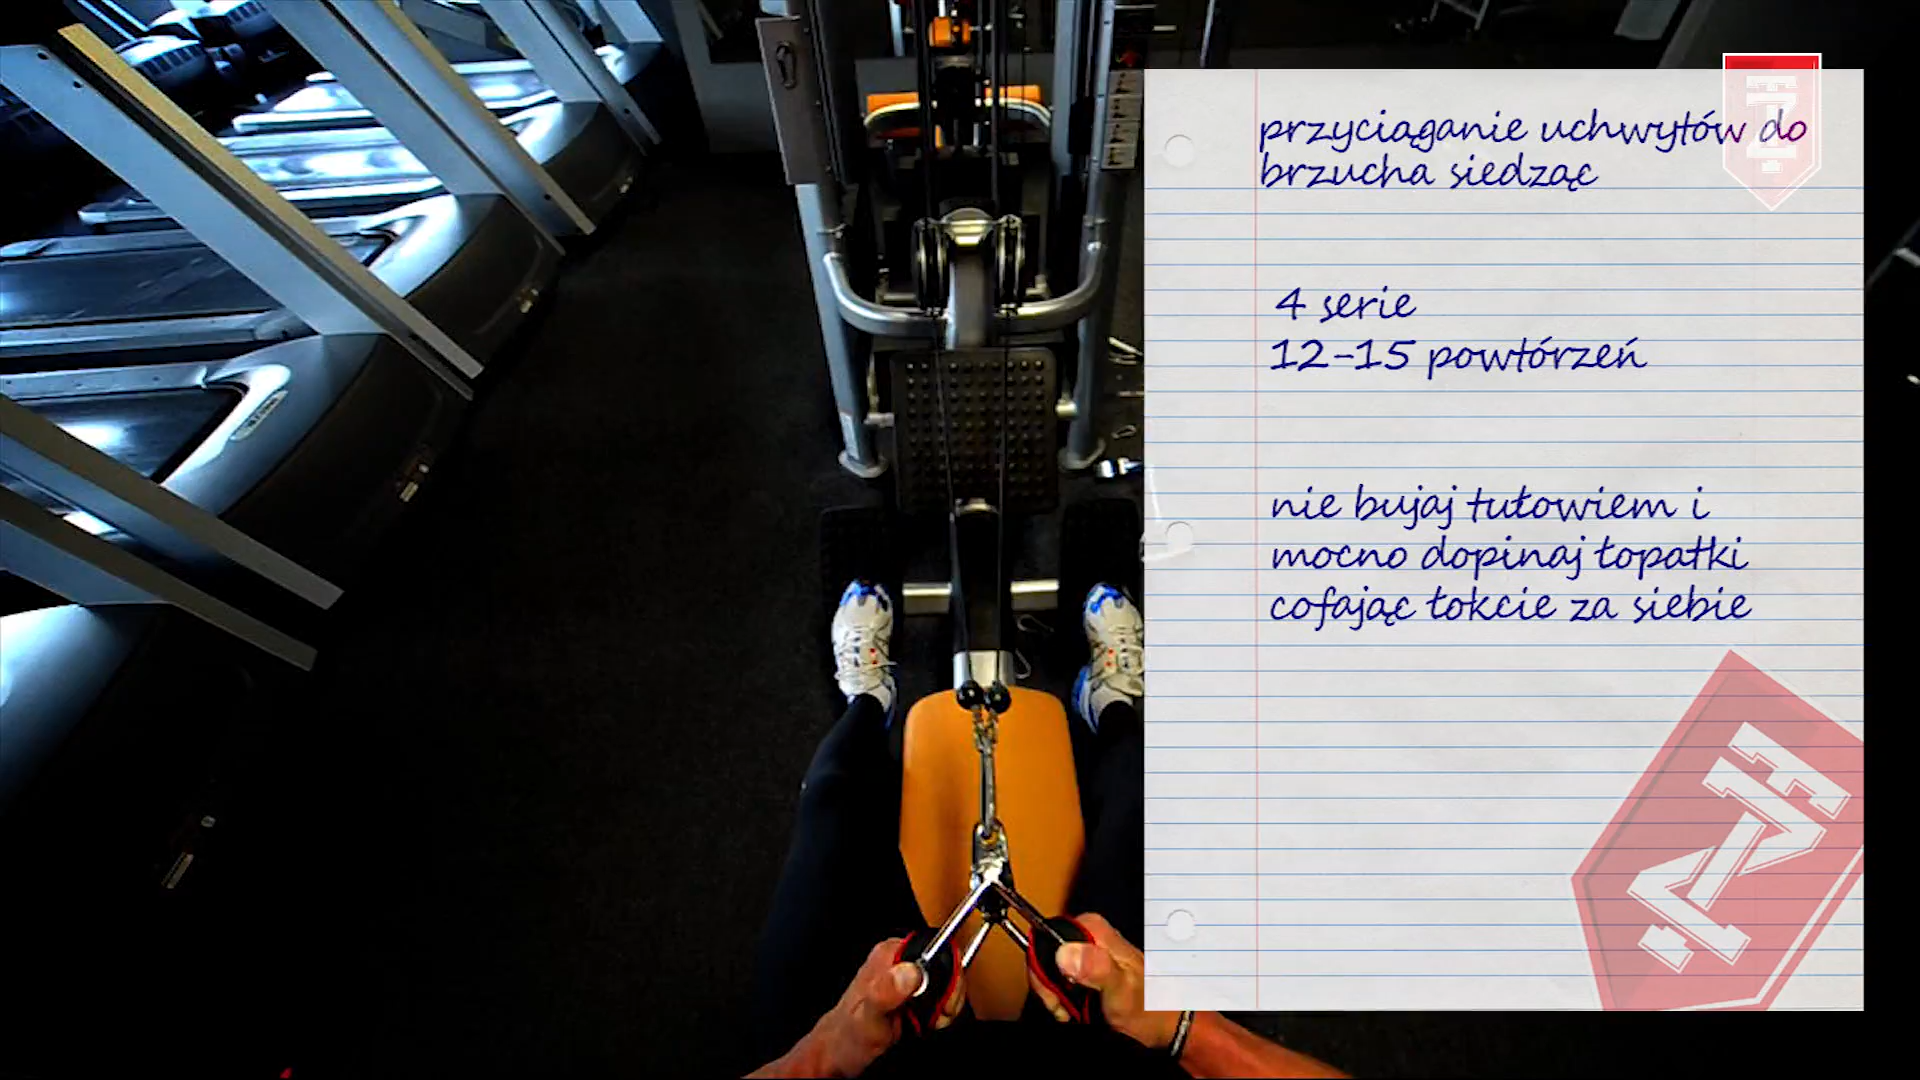 przyciąganie uchwytów do
brzucha siedząc
4 serie
12-15 powtórzeń
nie bujaj tułowiem i
mocno dopinaj łopatki
cofając łokcie za siebie